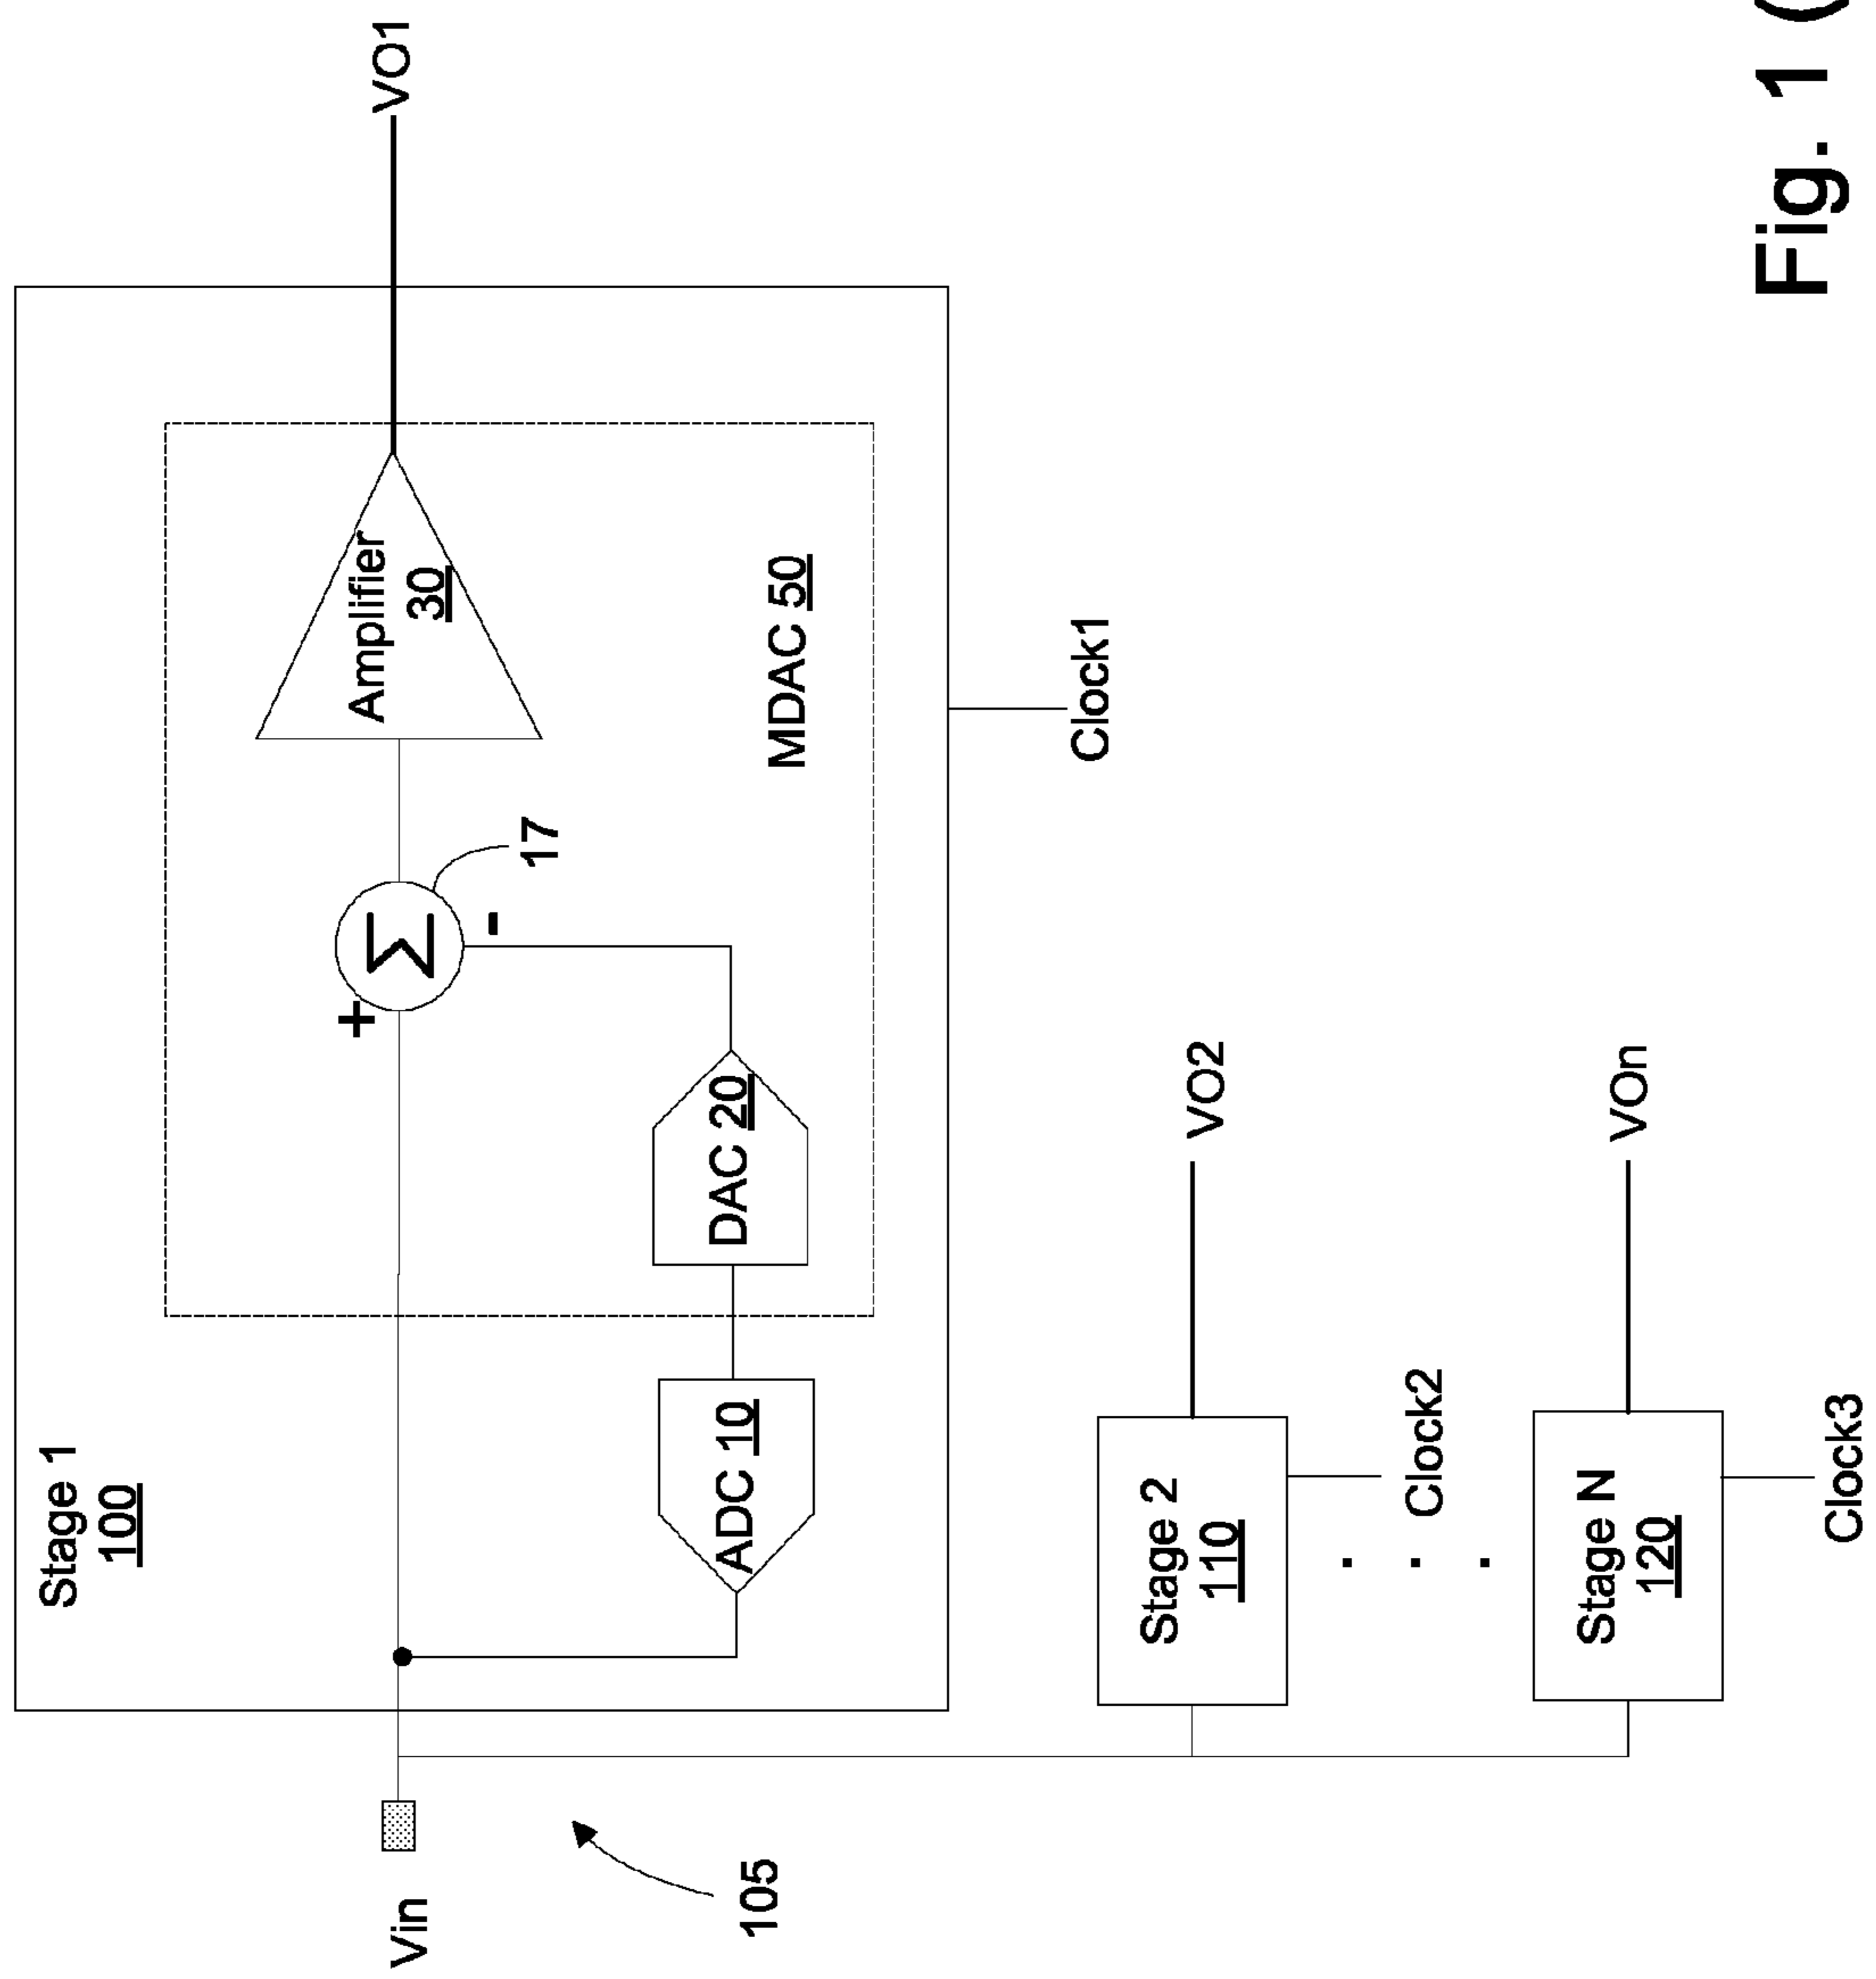 Stage 1
100
Vin
VO1
Amplifier
30
+
Σ
-
17
ADC 10
DAC 20
MDAC 50
105
Clock1
Stage 2
110
VO2
Clock2
. . .
Stage N
120
VOn
Clock3
Fig. 1 (